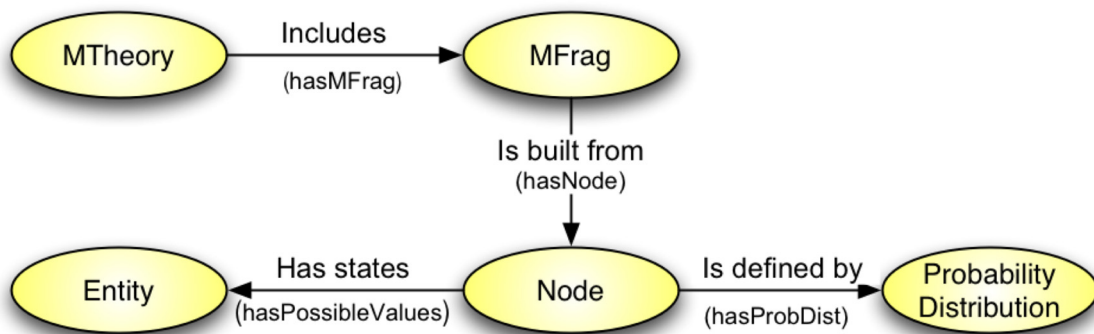 MTheory
Includes
(hasMFrag)
MFrag
Is built from
(hasNode)
Entity
Has states
(hasPossibleValues)
Node
Is defined by
(hasProbDist)
Probability
Distribution